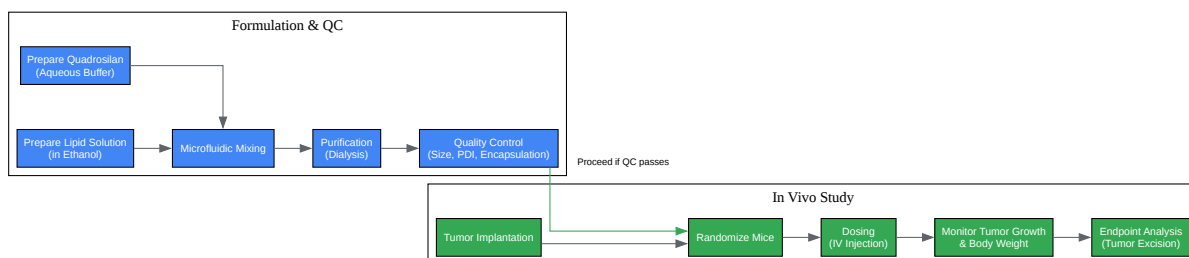 Formulation & QC
Prepare Quadrosilan
(Aqueous Buffer)
Prepare Lipid Solution
(in Ethanol)
Microfluidic Mixing
Purification
(Dialysis)
Quality Control
(Size, PDI, Encapsulation)
Proceed if QC passes
In Vivo Study
Tumor Implantation
Randomize Mice
Dosing
(IV Injection)
Monitor Tumor Growth
& Body Weight
Endpoint Analysis
(Tumor Excision)